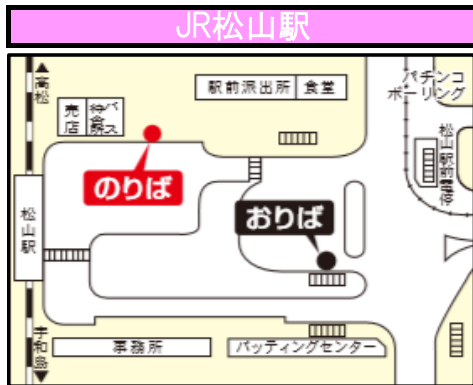 JR松山駅
▲高松
売店
バス待合所
駅前派出所
食堂
パチンコ
ボーリング
松山駅前電停
のりば
おりば
松山駅
宇和島▼
事務所
バッティングセンター